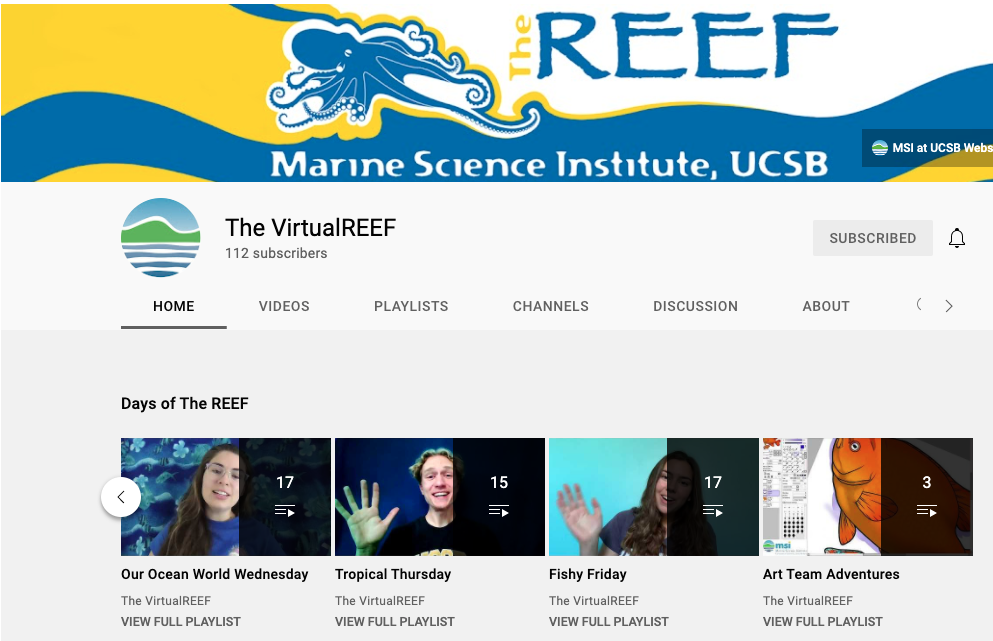 The REEF
Marine Science Institute, UCSB
MSI at UCSB Webs
The VirtualREEF
112 subscribers
SUBSCRIBED
HOME VIDEOS PLAYLISTS CHANNELS DISCUSSION ABOUT
Days of The REEF
17 15 17 3
msi
Our Ocean World Wednesday Tropical Thursday Fishy Friday Art Team Adventures
The VirtualREEF The VirtualREEF The VirtualREEF The VirtualREEF
VIEW FULL PLAYLIST VIEW FULL PLAYLIST VIEW FULL PLAYLIST VIEW FULL PLAYLIST